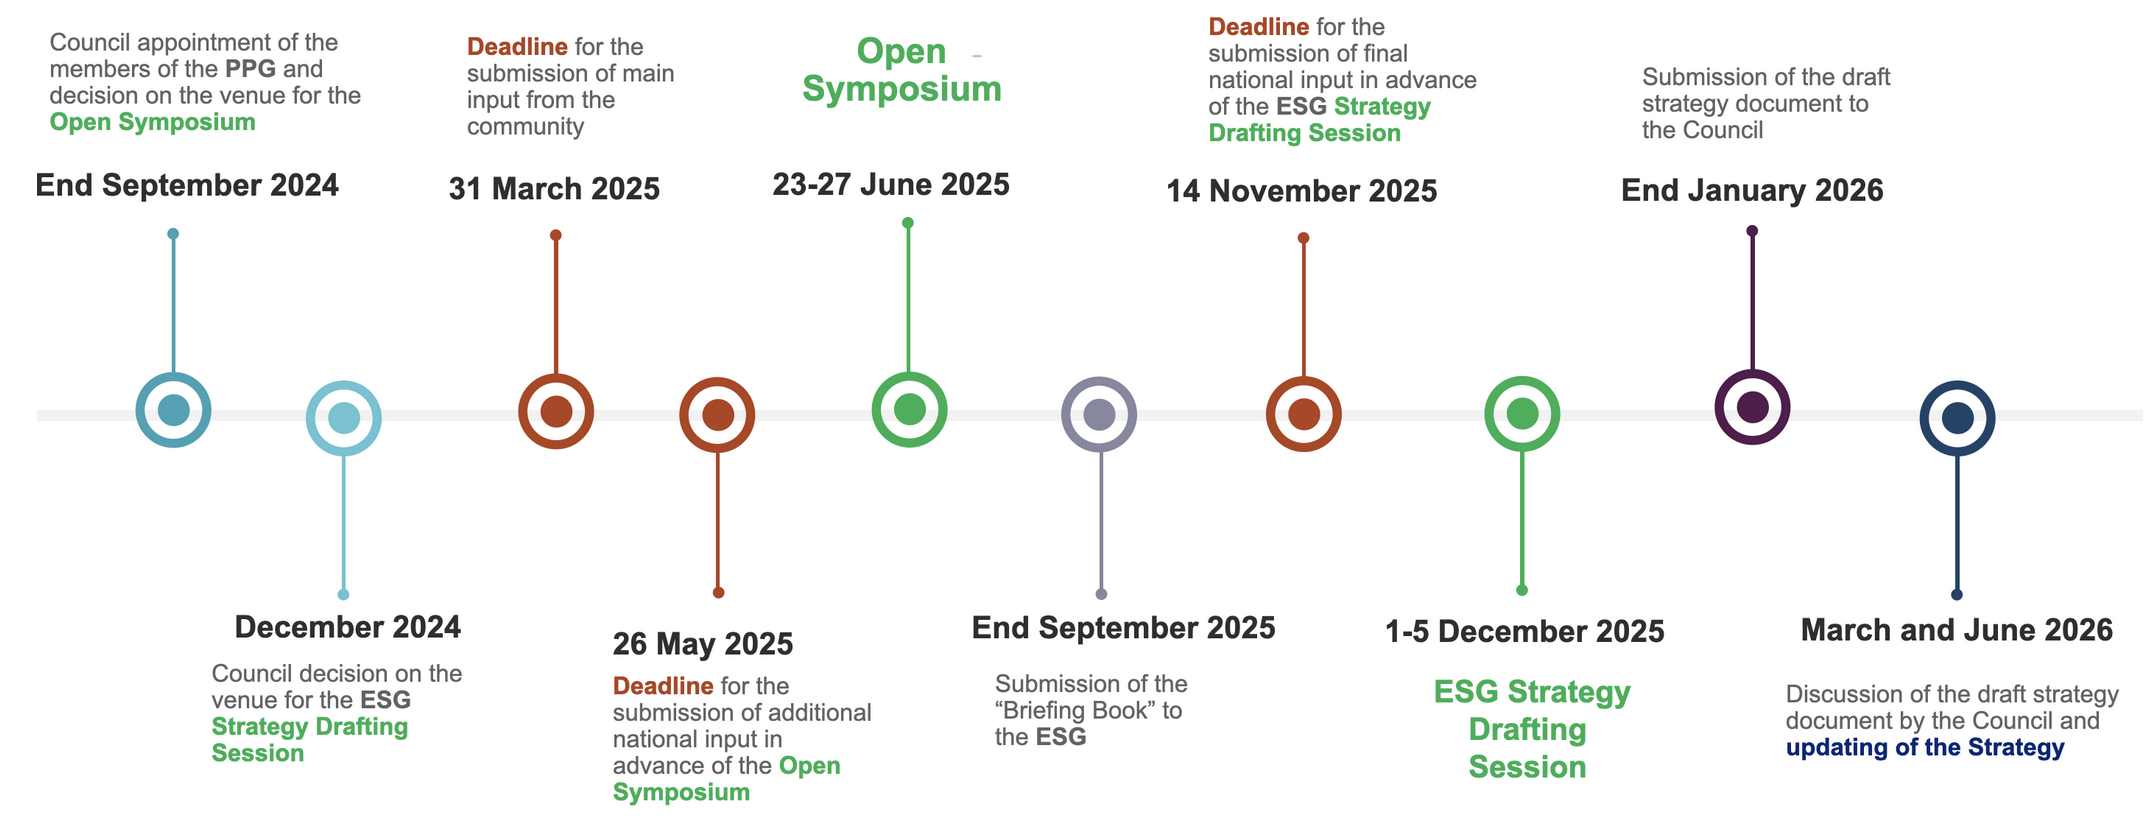 Council appointment of the
members of the PPG and
decision on the venue for the
Open Symposium
End September 2024
Deadline for the
submission of main
input from the
community
31 March 2025
Open
Symposium
23-27 June 2025
Deadline for the
submission of final
national input in advance
of the ESG Strategy
Drafting Session
14 November 2025
Submission of the draft
strategy document to
the Council
End January 2026
December 2024
Council decision on the
venue for the ESG
Strategy Drafting
Session
26 May 2025
Deadline for the
submission of additional
national input in
advance of the Open
Symposium
End September 2025
Submission of the
“Briefing Book” to
the ESG
1-5 December 2025
ESG Strategy
Drafting
Session
March and June 2026
Discussion of the draft strategy
document by the Council and
updating of the Strategy